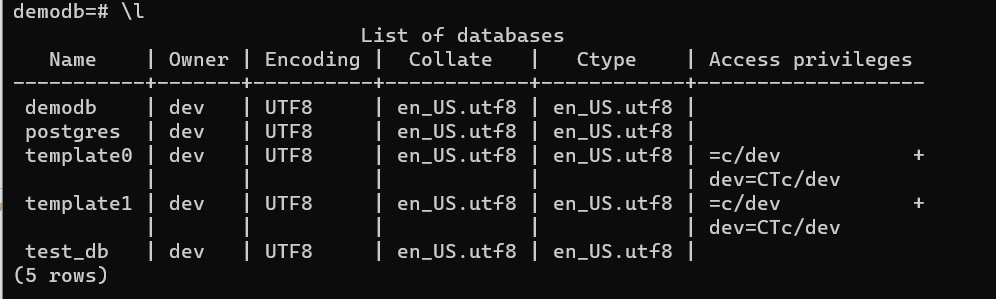 demodb=# \l
                             List of databases
   Name    | Owner | Encoding |  Collate   |   Ctype    | Access privileges
-----------+-------+----------+------------+------------+-------------------
 demodb    | dev   | UTF8     | en_US.utf8 | en_US.utf8 |
 postgres  | dev   | UTF8     | en_US.utf8 | en_US.utf8 |
 template0 | dev   | UTF8     | en_US.utf8 | en_US.utf8 | =c/dev           +
           |       |          |            |            | dev=CTc/dev
 template1 | dev   | UTF8     | en_US.utf8 | en_US.utf8 | =c/dev           +
           |       |          |            |            | dev=CTc/dev
 test_db   | dev   | UTF8     | en_US.utf8 | en_US.utf8 |
(5 rows)